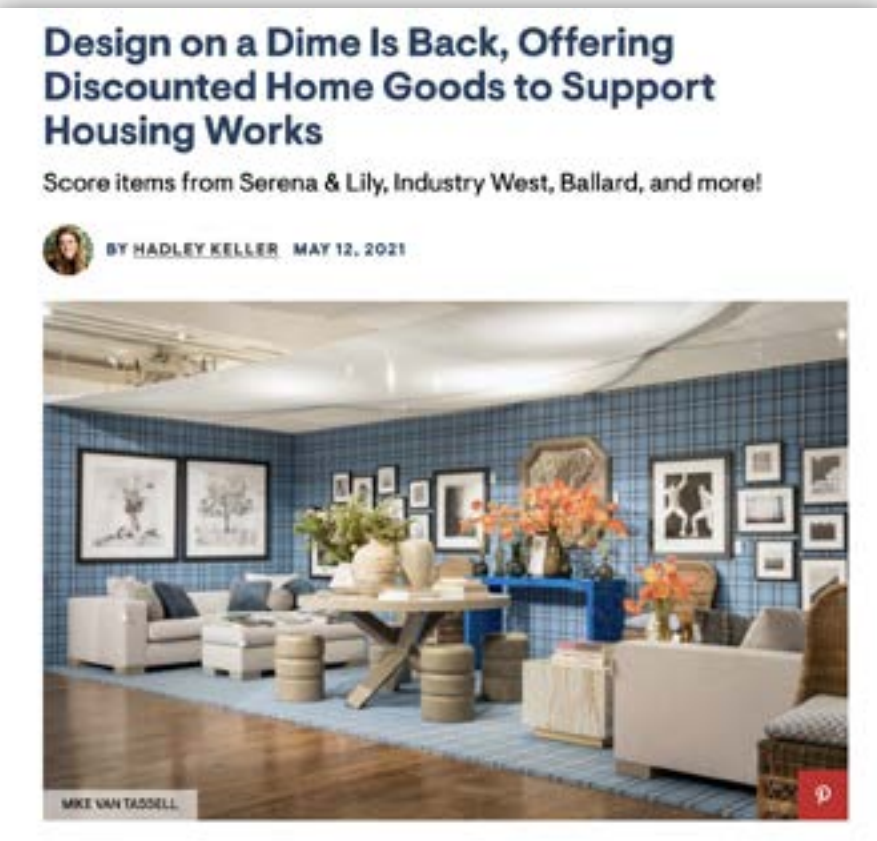 Design on a Dime Is Back, Offering
Discounted Home Goods to Support
Housing Works
Score items from Serena & Lily, Industry West, Ballard, and more!
BY HADLEY KELLER MAY 12, 2021
MIKE VAN TASSELL